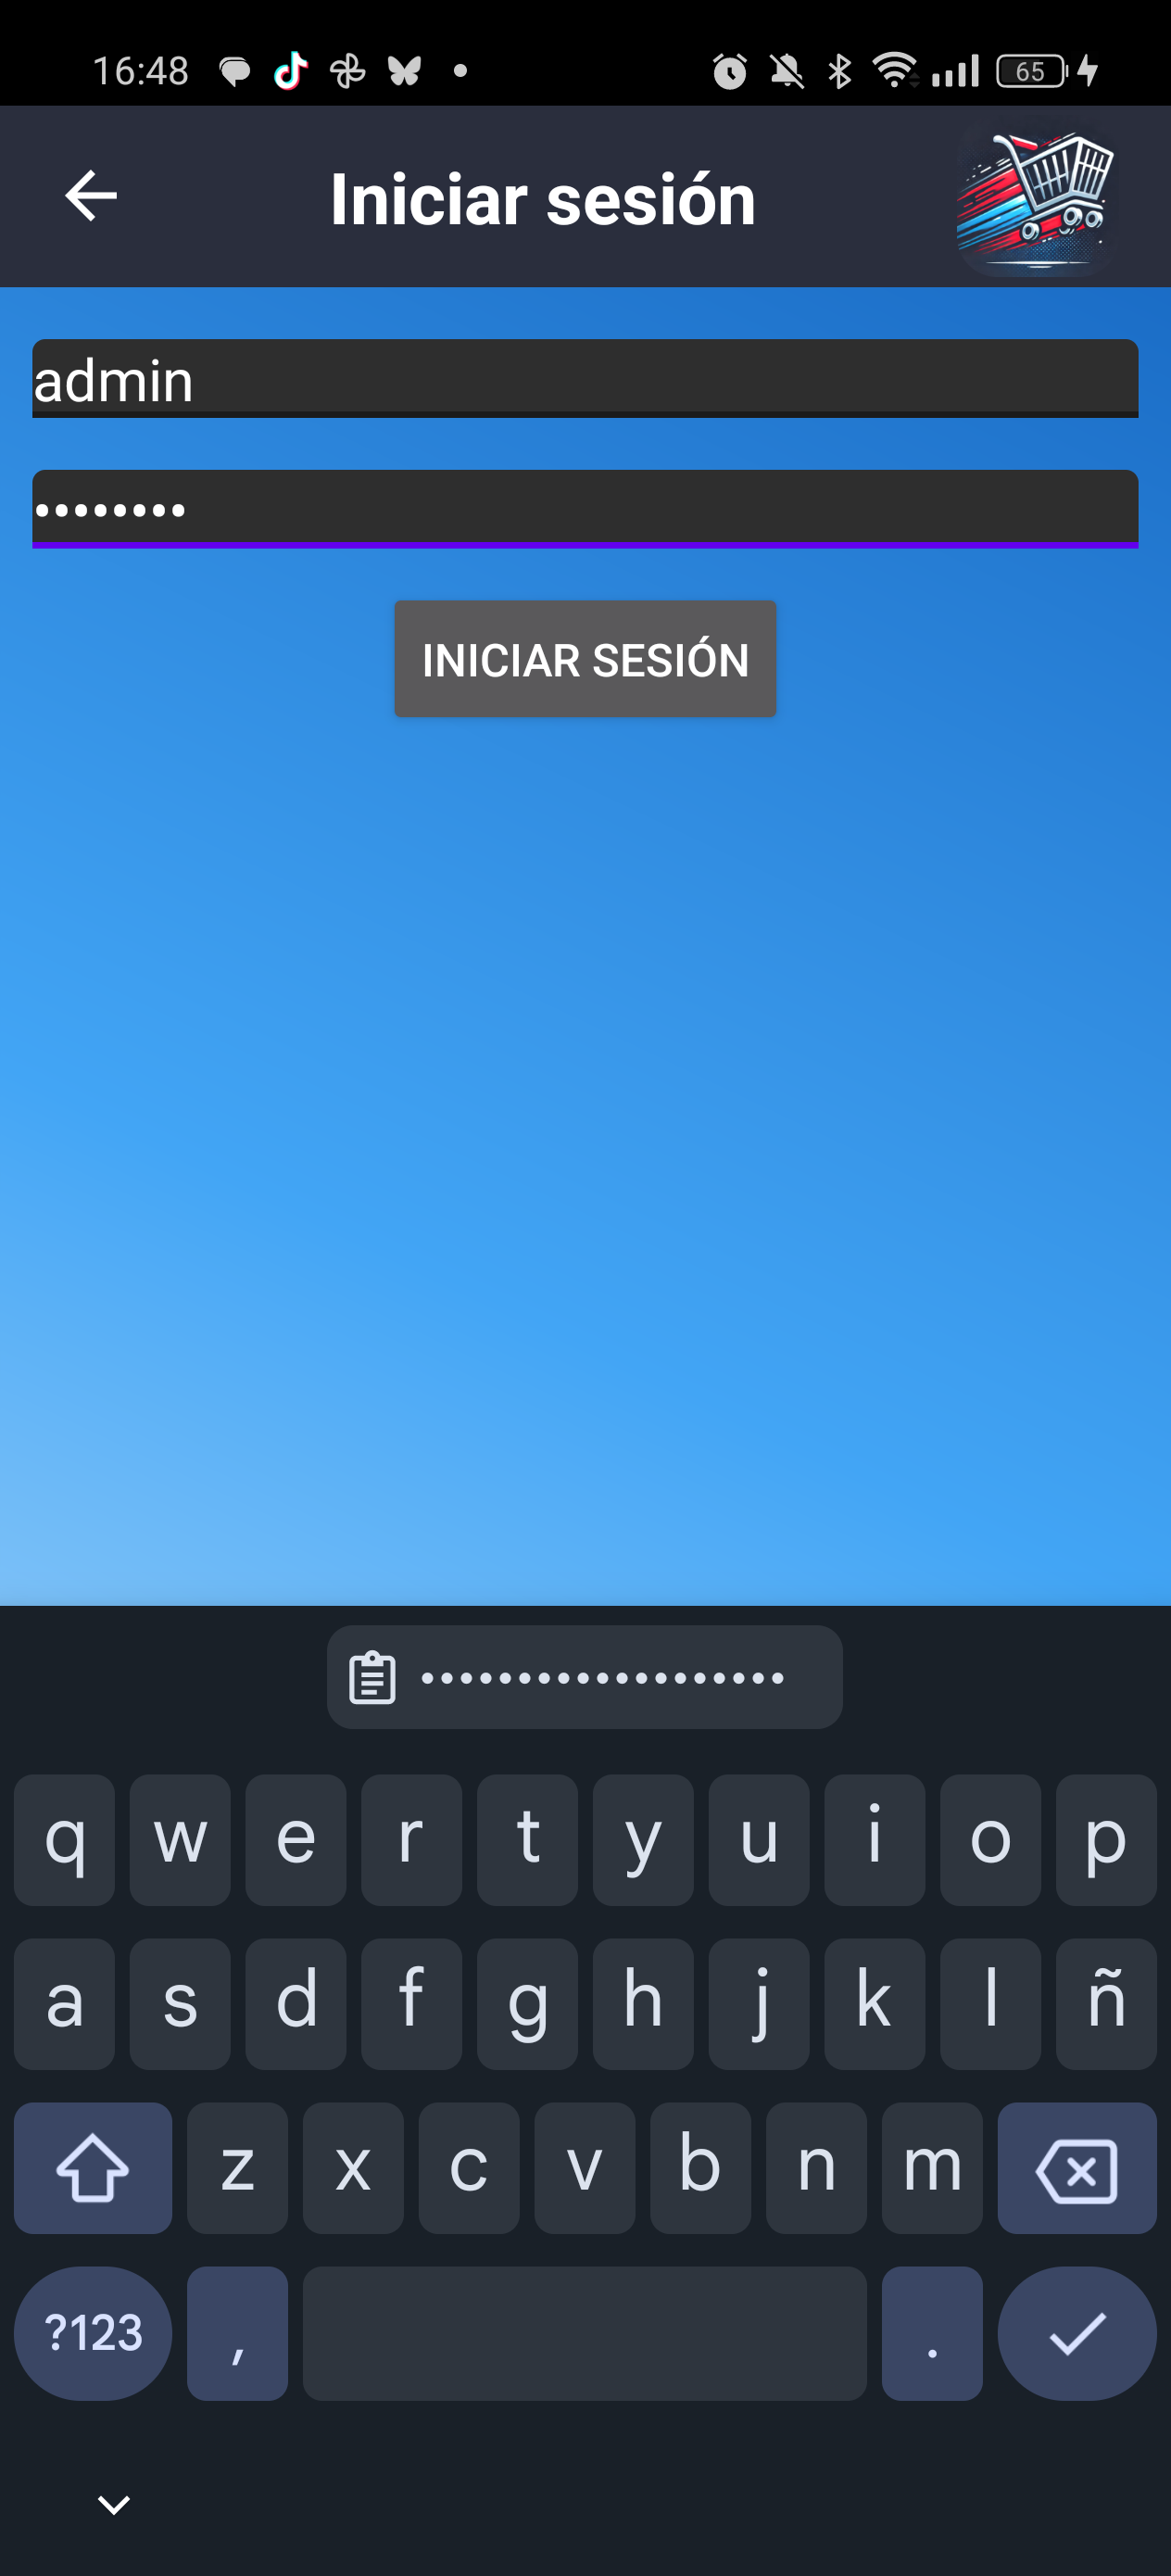 16:48
65
Iniciar sesión
admin
••••••••
INICIAR SESIÓN
•••••••••••••••••••
q w e r t y u i o p
a s d f g h j k l ñ
z x c v b n m
?123 , .